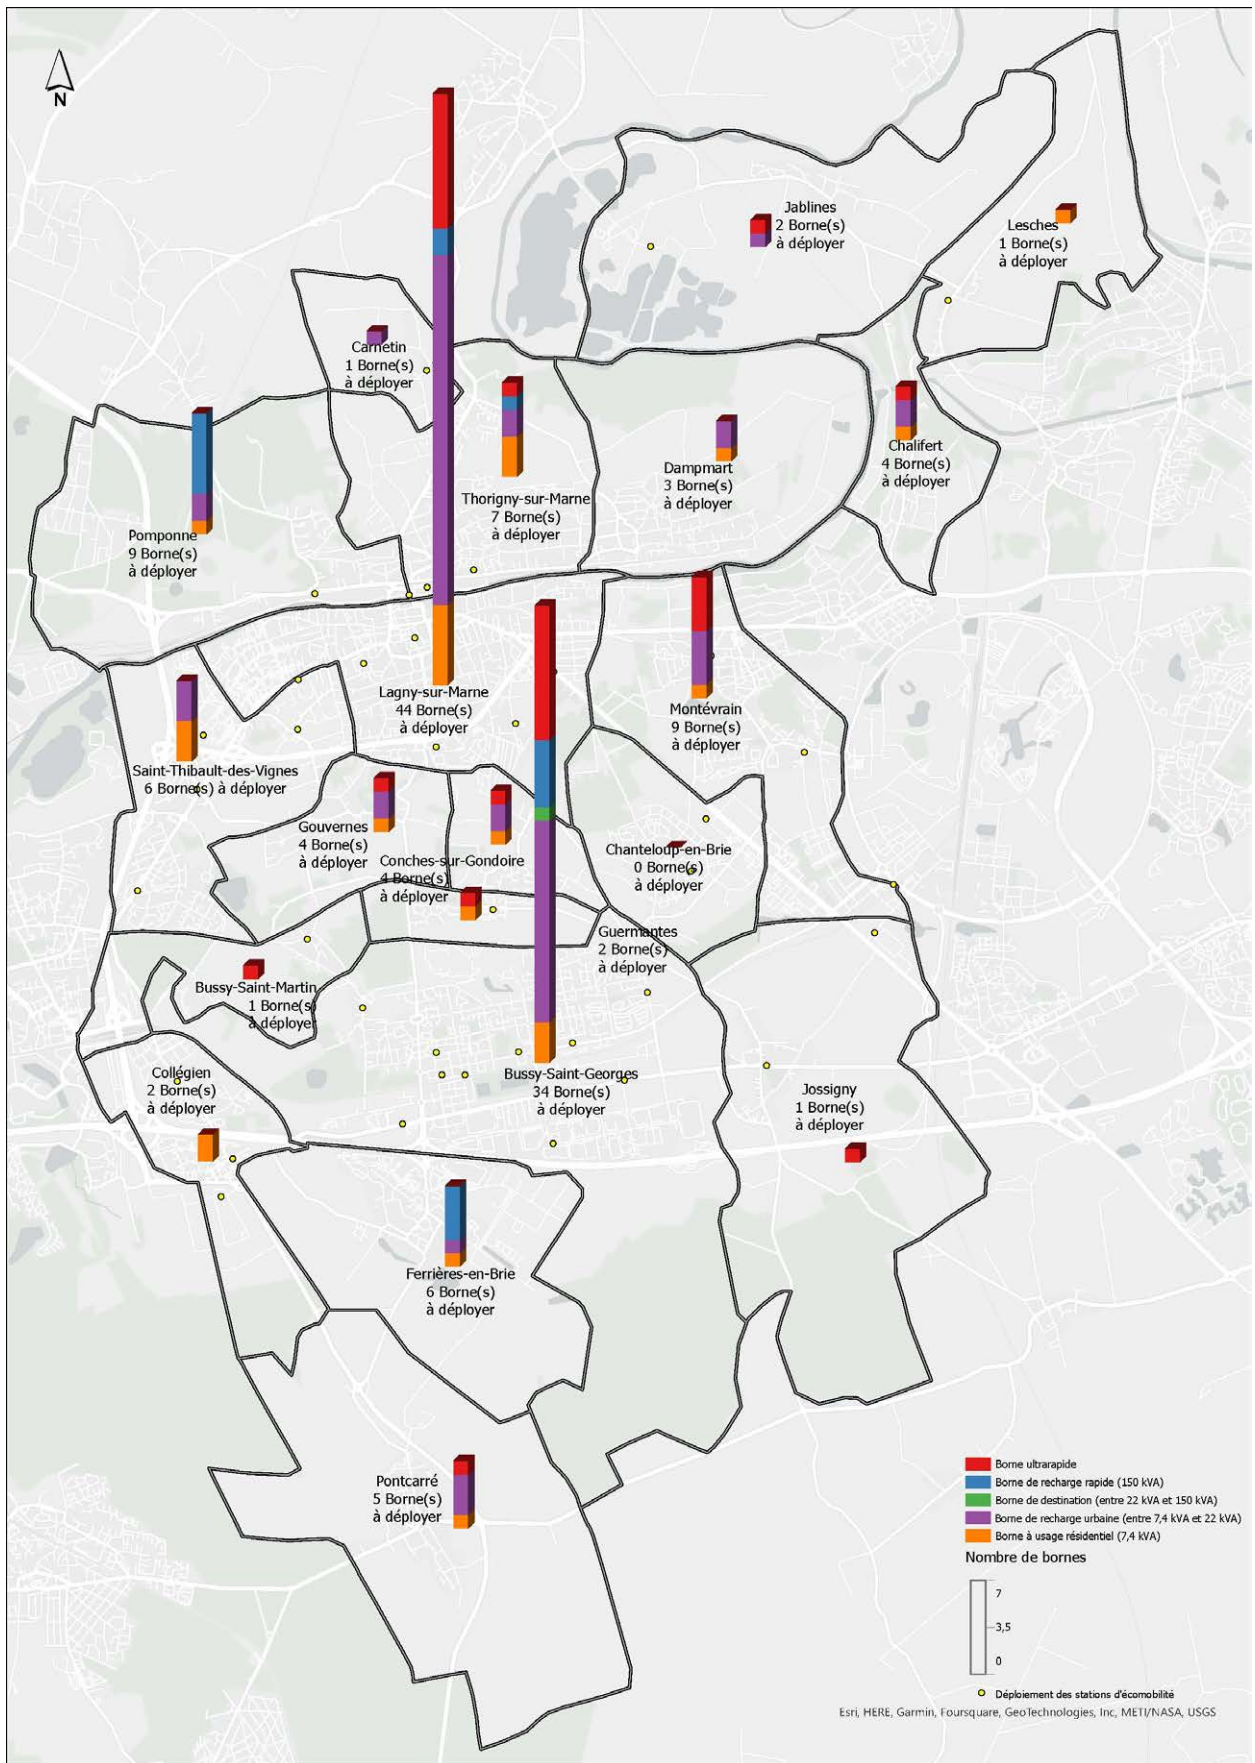 N
Jablines
2 Borne(s)
à déployer
Lesches
1 Borne(s)
à déployer
Carnetin
1 Borne(s)
à déployer
Chalifert
4 Borne(s)
à déployer
Dampmart
3 Borne(s)
à déployer
Thorigny-sur-Marne
7 Borne(s)
à déployer
Pomponne
9 Borne(s)
à déployer
Lagny-sur-Marne
44 Borne(s)
à déployer
Montévrain
9 Borne(s)
à déployer
Saint-Thibault-des-Vignes
6 Borne(s) à déployer
Gouvernes
4 Borne(s)
à déployer
Conches-sur-Gondoire
4 Borne(s)
à déployer
Chanteloup-en-Brie
0 Borne(s)
à déployer
Guermantes
2 Borne(s)
à déployer
Bussy-Saint-Martin
1 Borne(s)
à déployer
Collégien
2 Borne(s)
à déployer
Bussy-Saint-Georges
34 Borne(s)
à déployer
Jossigny
1 Borne(s)
à déployer
Ferrières-en-Brie
6 Borne(s)
à déployer
Pontcarré
5 Borne(s)
à déployer
Borne ultrarapide
Borne de recharge rapide (150 kVA)
Borne de destination (entre 22 kVA et 150 kVA)
Borne de recharge urbaine (entre 7,4 kVA et 22 kVA)
Borne à usage résidentiel (7,4 kVA)
Nombre de bornes
7
3,5
0
Déploiement des stations d'écomobilité
Esri, HERE, Garmin, Foursquare, GeoTechnologies, Inc, METI/NASA, USGS